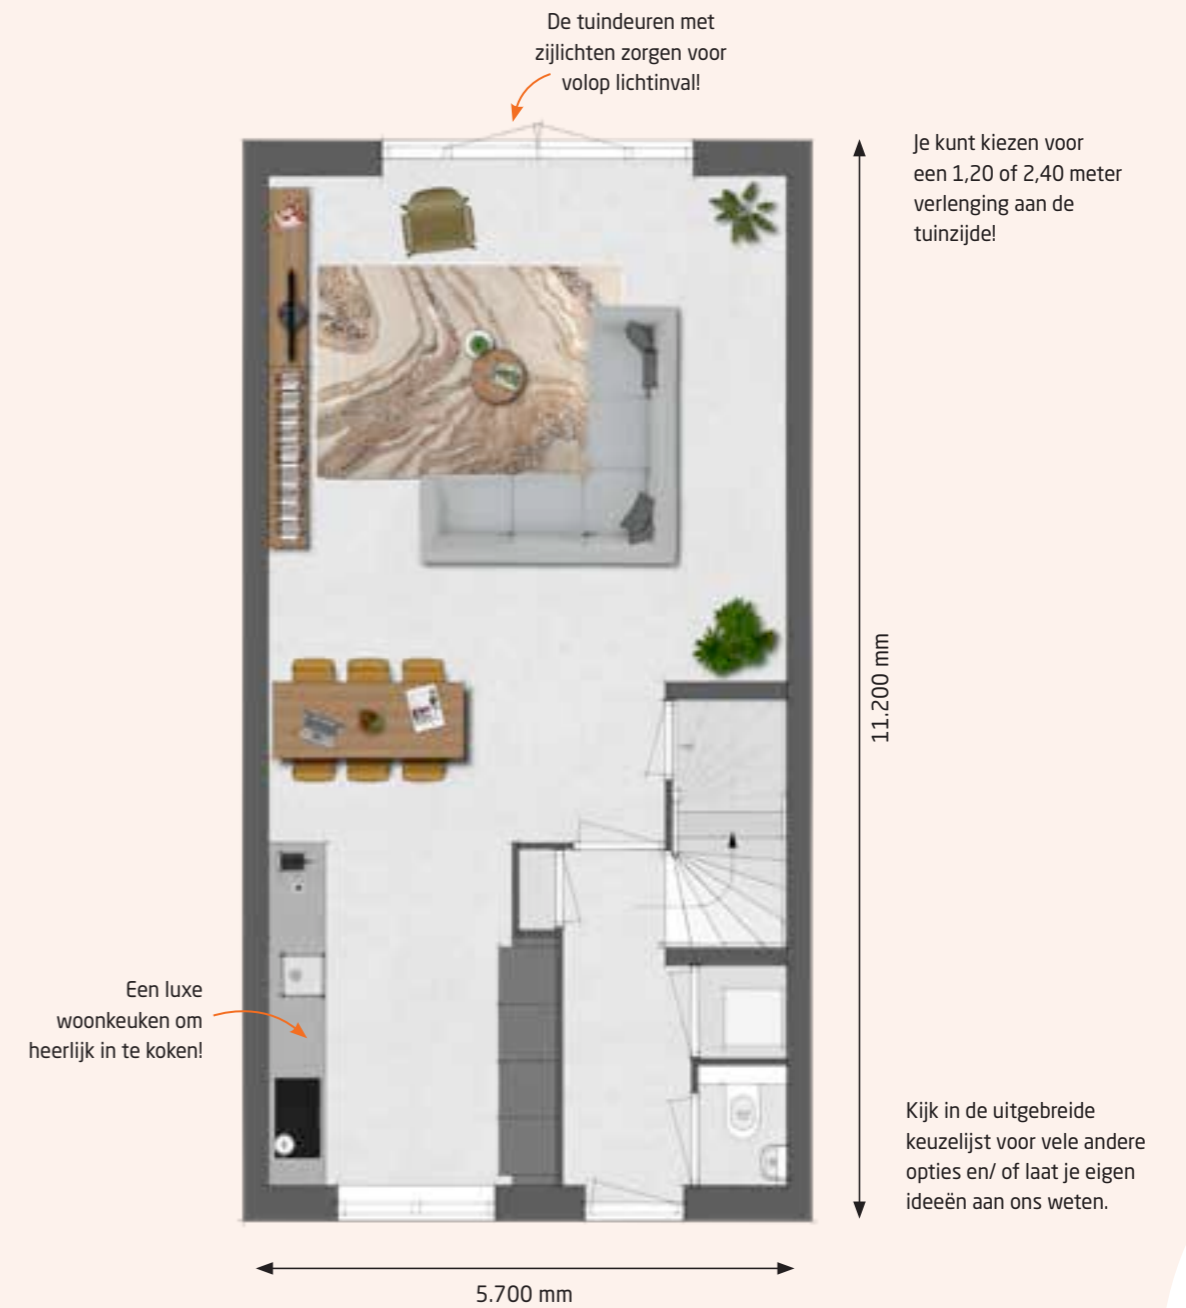 De tuindeuren met
zijlichten zorgen voor
volop lichtinval!
Je kunt kiezen voor
een 1,20 of 2,40 meter
verlenging aan de
tuinzijde!
11.200 mm
Een luxe
woonkeuken om
heerlijk in te koken!
Kijk in de uitgebreide
keuzelijst voor vele andere
opties en/ of laat je eigen
ideeën aan ons weten.
5.700 mm